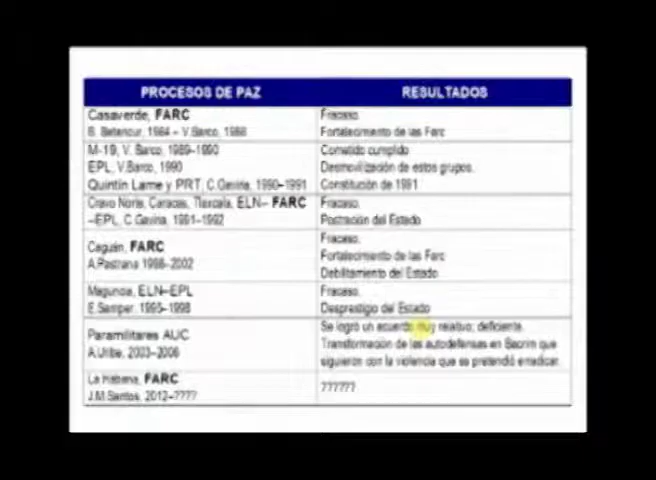 PROCESOS DE PAZ
RESULTADOS
Casaverde, FARC
B. Betancur, 1984 – V.Barco, 1988
Fracaso.
Fortalecimiento de las Farc
M-19, V. Barco, 1989–1990
EPL, V.Barco, 1990
Quintín Lame y PRT, C.Gaviria, 1990–1991
Cometido cumplido
Desmovilización de estos grupos.
Constitución de 1991
Cravo Norte, Caracas, Tlaxcala, ELN– FARC
–EPL, C.Gaviria, 1991–1992
Fracaso.
Postración del Estado
Caguán, FARC
A.Pastrana 1998–2002
Fracaso.
Fortalecimiento de las Farc
Debilitamiento del Estado
Maguncia, ELN–EPL
E.Samper, 1995–1998
Fracaso.
Desprestigio del Estado
Paramilitares AUC
A.Uribe, 2003–2006
Se logró un acuerdo muy relativo; deficiente.
Transformación de las autodefensas en Bacrim que
siguieron con la violencia que se pretendió erradicar.
La Habana, FARC
J.M.Santos, 2012–????
??????